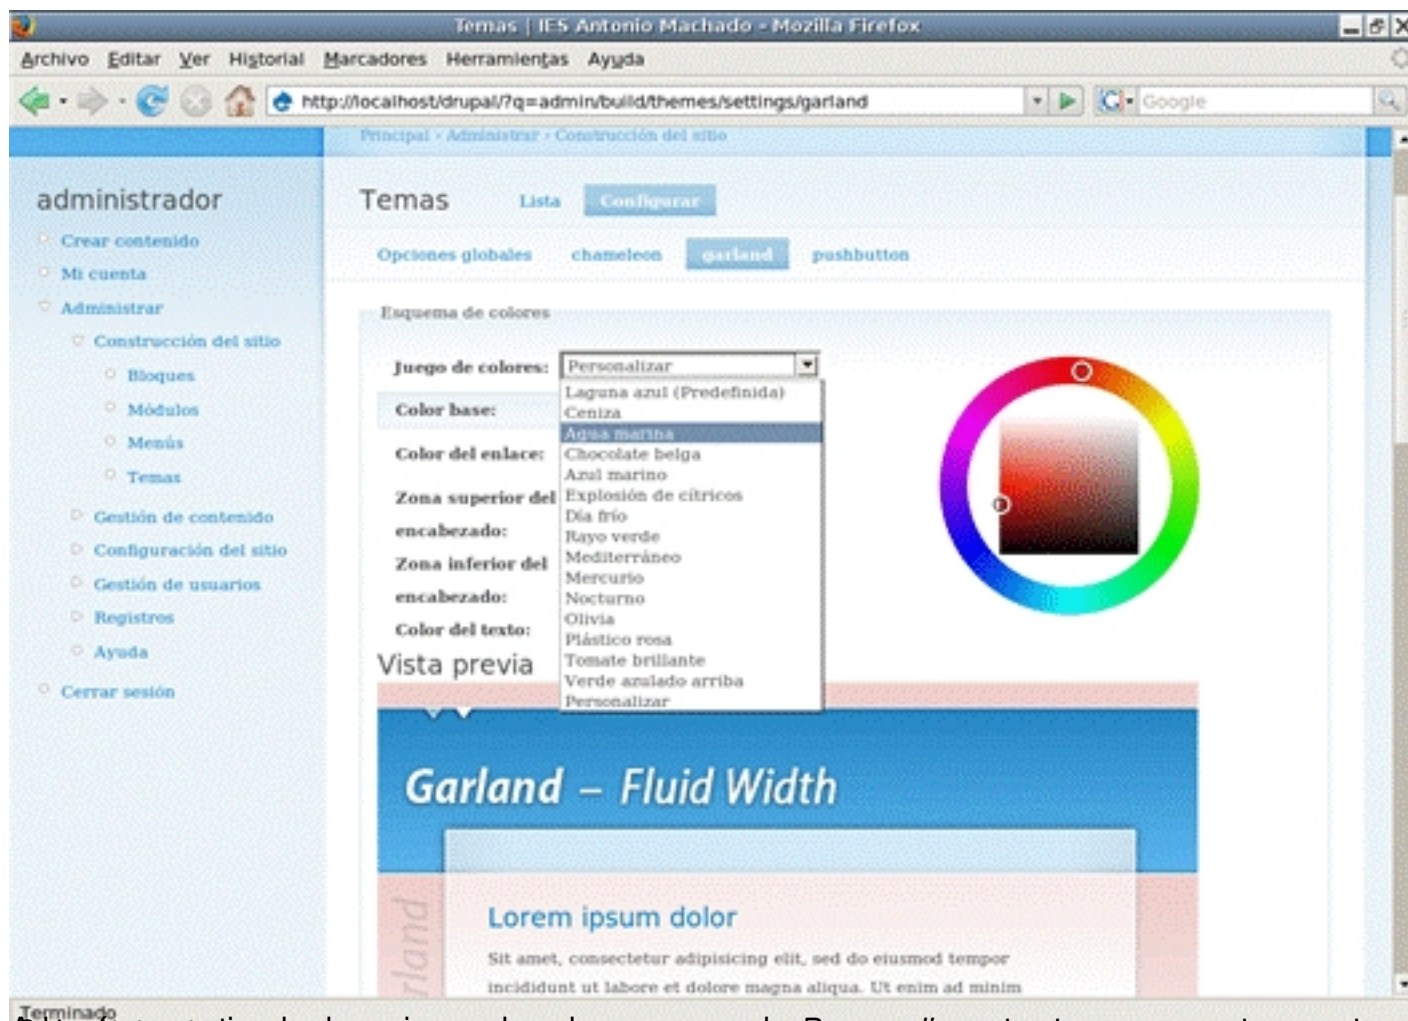 Temas | IES Antonio Machado - Mozilla Firefox
Archivo Editar Ver Historial Marcadores Herramientas Ayuda
http://localhost/drupal/?q=admin/build/themes/settings/garland
Google
Principal › Administrar › Construcción del sitio
administrador
Crear contenido
Mi cuenta
Administrar
Construcción del sitio
Bloques
Módulos
Menús
Temas
Gestión de contenido
Configuración del sitio
Gestión de usuarios
Registros
Ayuda
Cerrar sesión
Temas Lista Configurar
Opciones globales chameleon garland pushbutton
Esquema de colores
Juego de colores: Personalizar
Laguna azul (Predefinida)
Ceniza
Agua marina
Chocolate belga
Azul marino
Explosión de cítricos
Día frío
Rayo verde
Mediterráneo
Mercurio
Nocturno
Olivia
Plástico rosa
Tomate brillante
Verde azulado arriba
Personalizar
Color base:
Color del enlace:
Zona superior del
encabezado:
Zona inferior del
encabezado:
Color del texto:
Vista previa
Garland – Fluid Width
rland
Lorem ipsum dolor
Sit amet, consectetur adipisicing elit, sed do eiusmod tempor
incididunt ut labore et dolore magna aliqua. Ut enim ad minim
Terminado